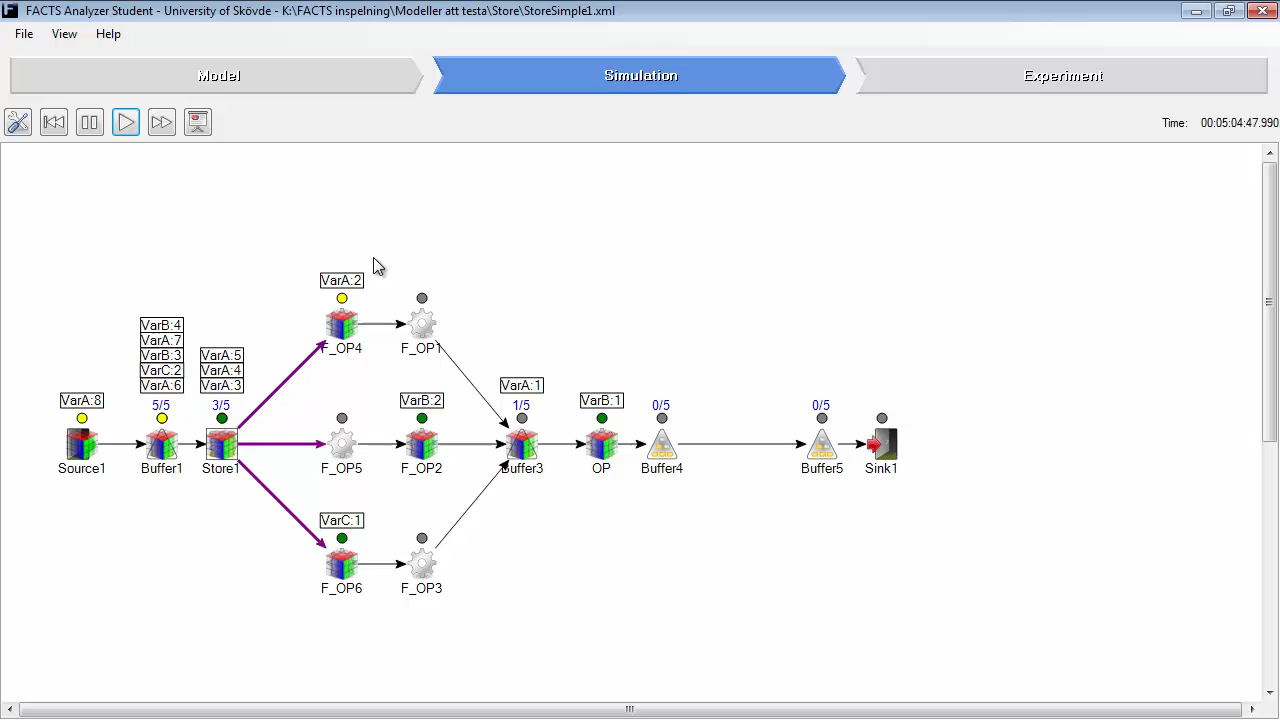 FACTS Analyzer Student - University of Skövde - K:\FACTS inspelning\Modeller att testa\Store\StoreSimple1.xml
File View Help
Model Simulation Experiment
Time: 00:05:04:47.990
VarA:2
F_OP4
F_OP1
VarB:4
VarA:7
VarB:3
VarC:2
VarA:6
5/5
VarA:5
VarA:4
VarA:3
3/5
VarA:8
Source1
Buffer1
Store1
F_OP5
VarB:2
F_OP2
VarA:1
1/5
Buffer3
VarB:1
OP
0/5
Buffer4
0/5
Buffer5
Sink1
VarC:1
F_OP6
F_OP3